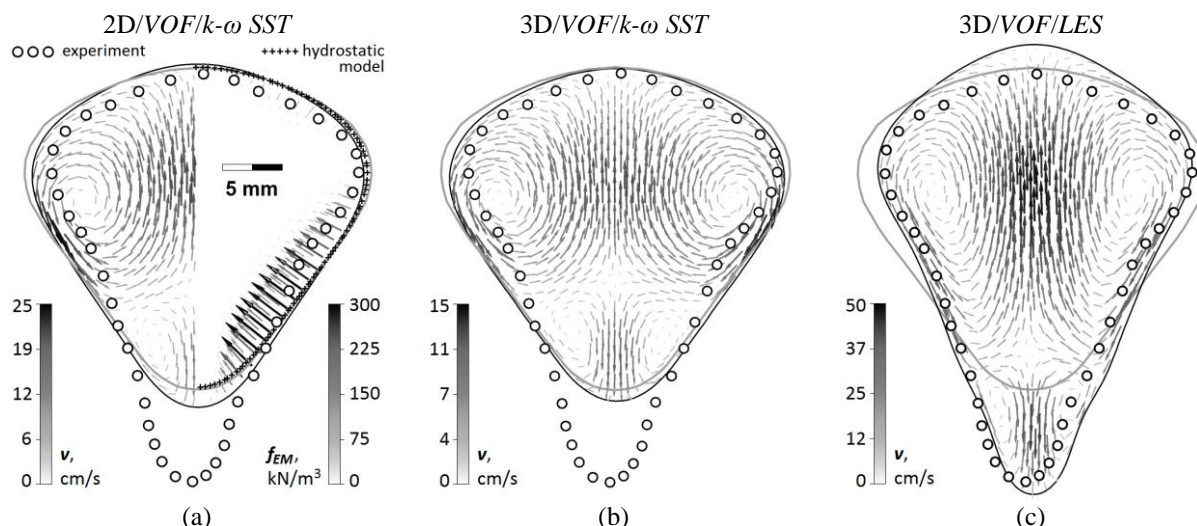 2D/VOF/k-ω SST
3D/VOF/k-ω SST
3D/VOF/LES
experiment
hydrostatic
model
5 mm
25
19
12
6
0
v,
cm/s
300
225
150
75
0
f_EM,
kN/m³
15
11
7
4
0
v,
cm/s
50
37
25
12
0
v,
cm/s
(a)
(b)
(c)